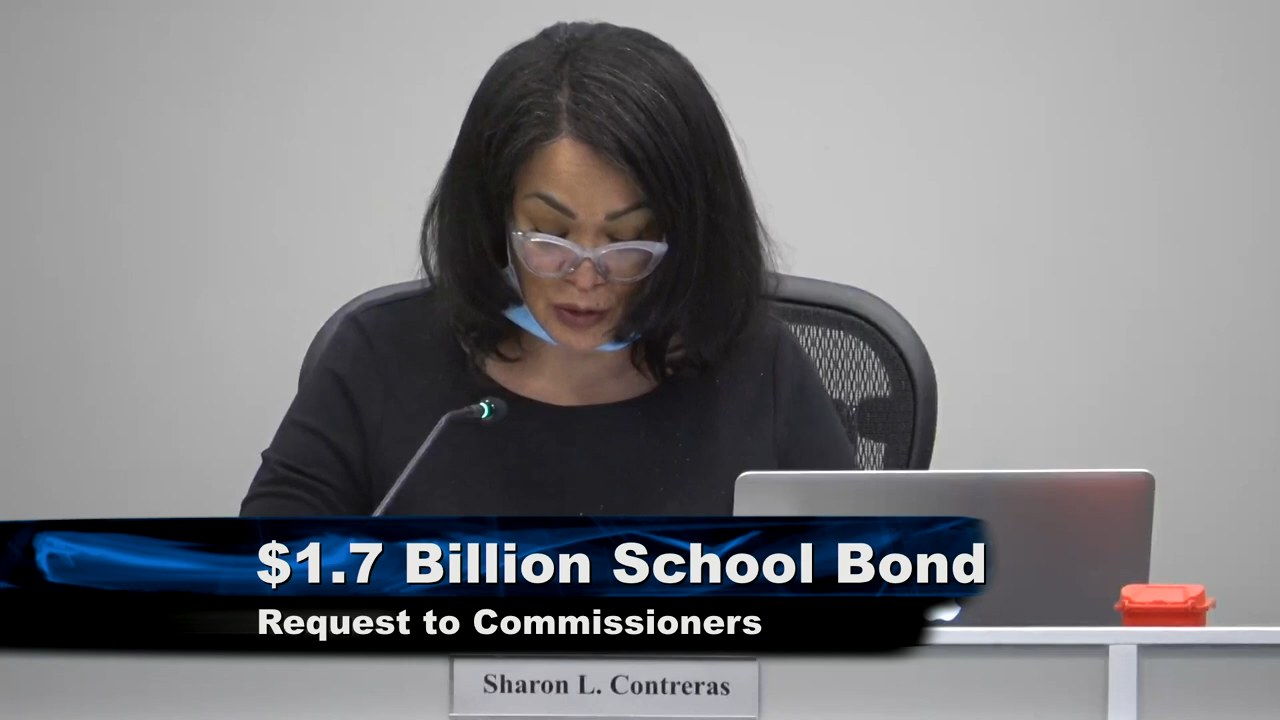 $1.7 Billion School Bond
Request to Commissioners
Sharon L. Contreras